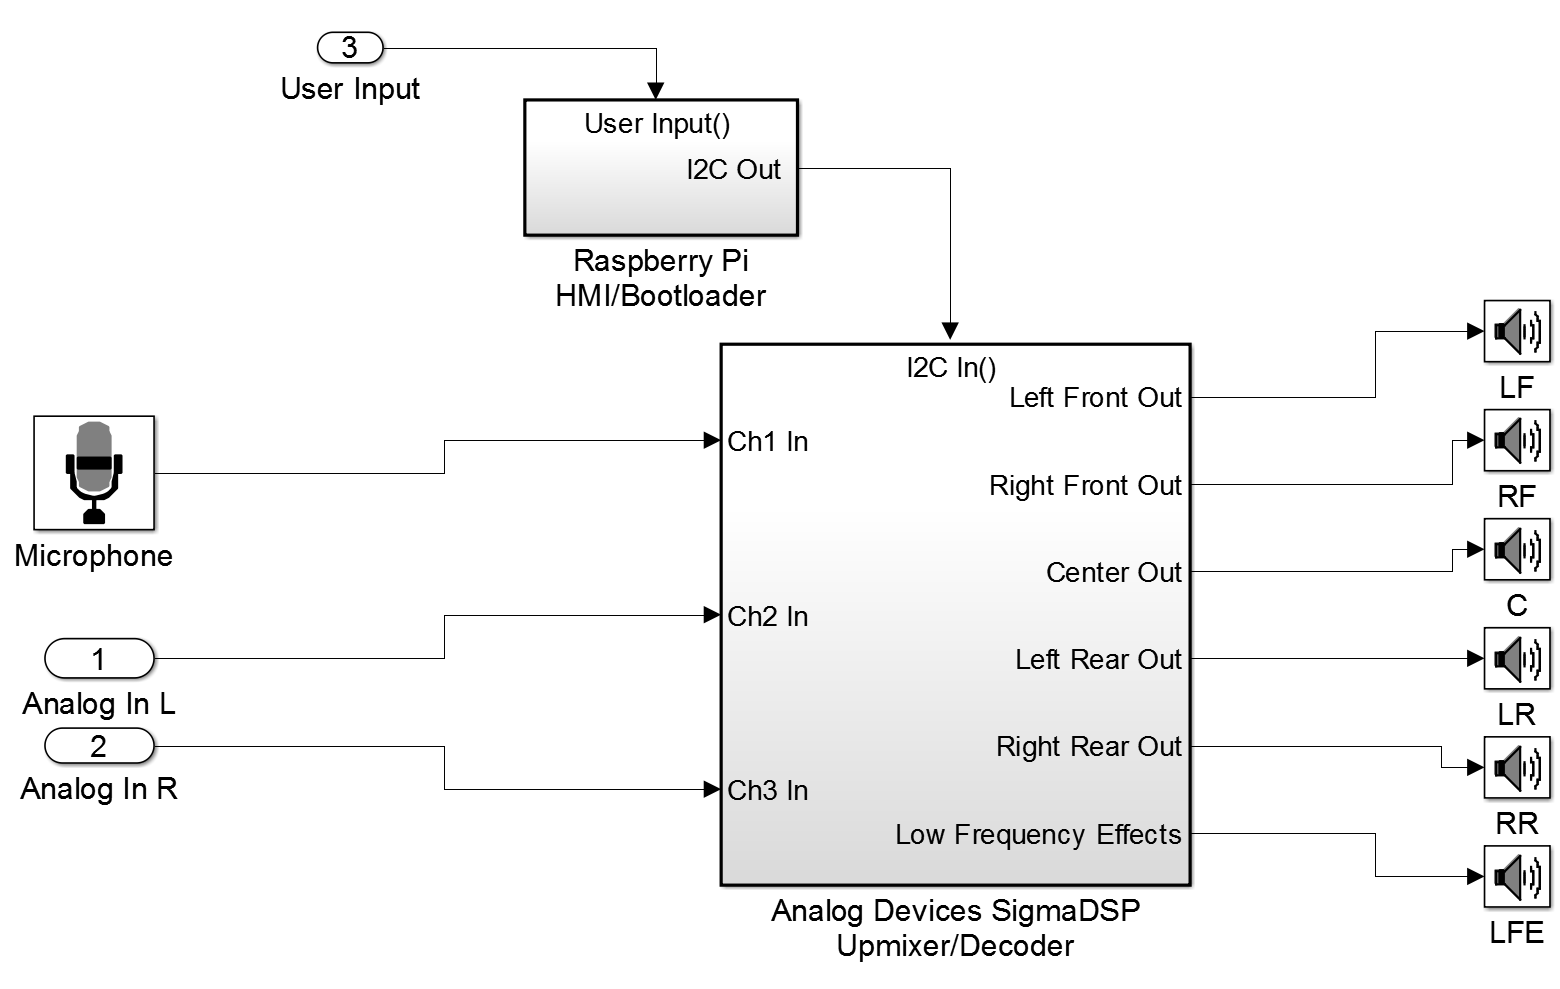 3
User Input
User Input()
I2C Out
Raspberry Pi
HMI/Bootloader
I2C In()
Left Front Out
LF
Ch1 In
Right Front Out
RF
Microphone
Center Out
C
Ch2 In
1
Left Rear Out
Analog In L
LR
2
Right Rear Out
Analog In R
Ch3 In
RR
Low Frequency Effects
Analog Devices SigmaDSP
Upmixer/Decoder
LFE